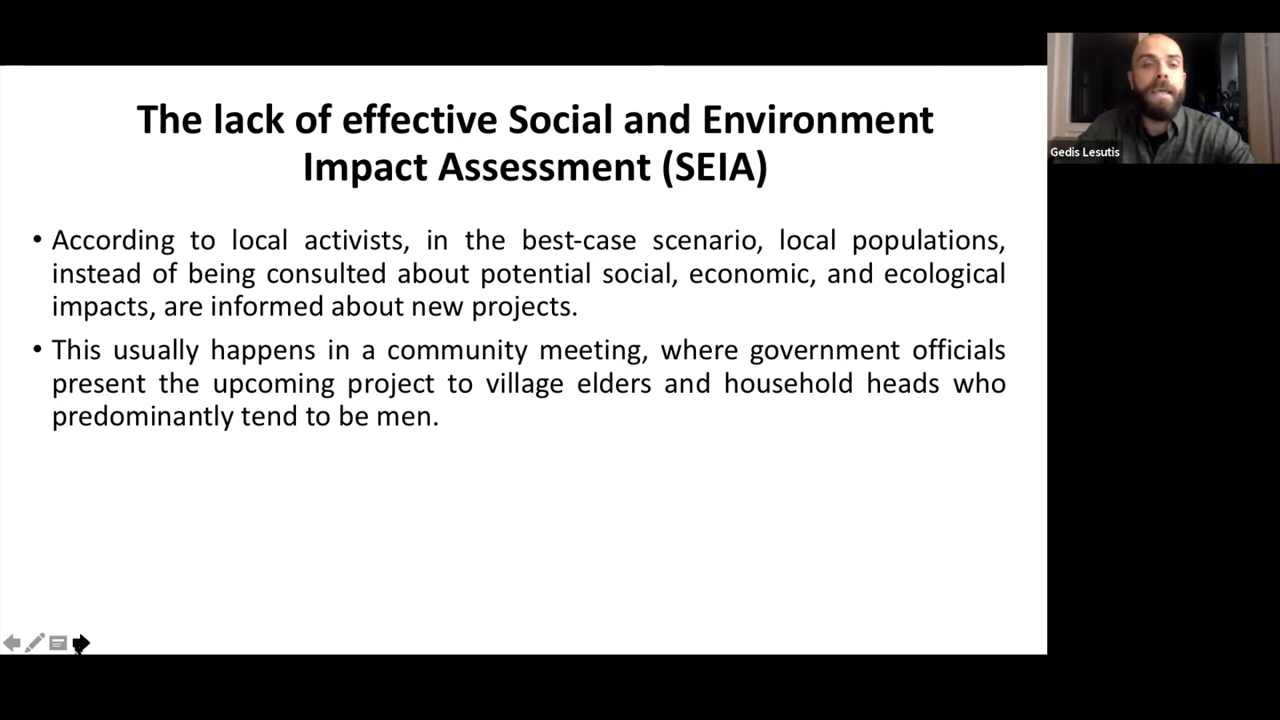 The lack of effective Social and Environment
Impact Assessment (SEIA)
• According to local activists, in the best-case scenario, local populations,
instead of being consulted about potential social, economic, and ecological
impacts, are informed about new projects.
• This usually happens in a community meeting, where government officials
present the upcoming project to village elders and household heads who
predominantly tend to be men.
Gedis Lesutis